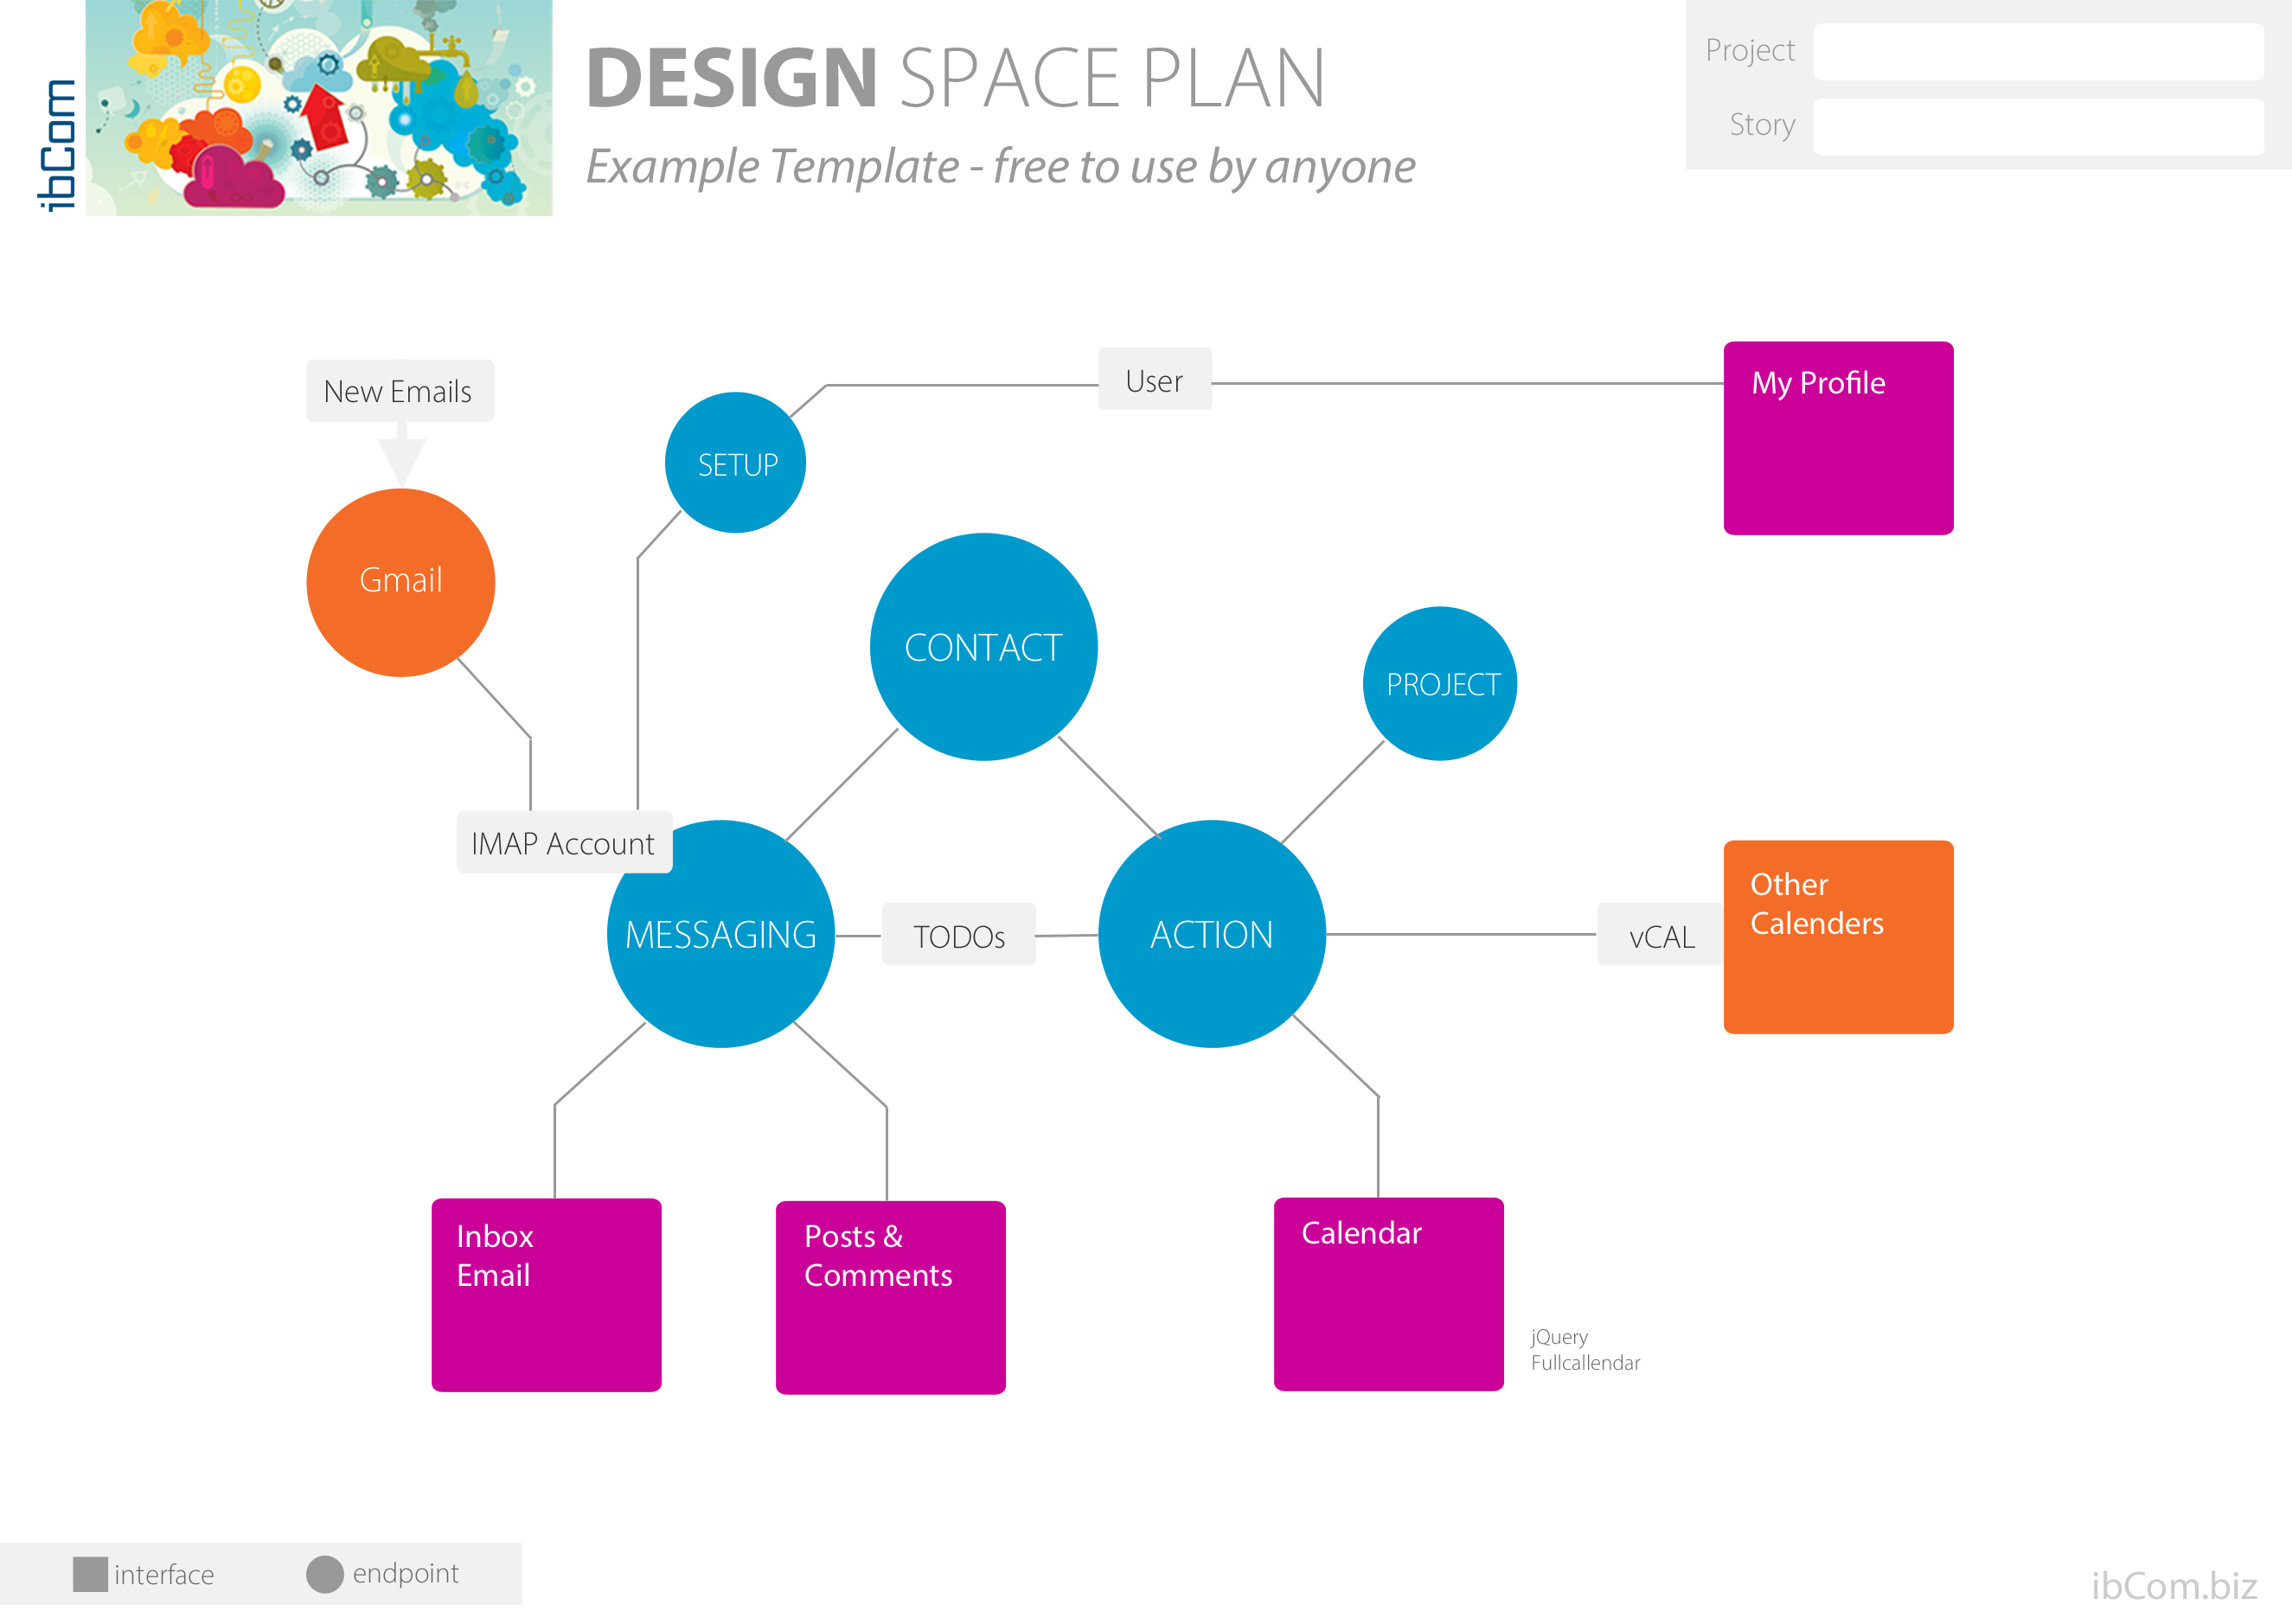 ibCom
DESIGN SPACE PLAN
Example Template - free to use by anyone
Project
Story
New Emails
User
My Profile
SETUP
Gmail
CONTACT
PROJECT
IMAP Account
MESSAGING
TODOs
ACTION
vCAL
Other
Calenders
Inbox
Email
Posts &
Comments
Calendar
jQuery
Fullcallendar
interface
endpoint
ibCom.biz